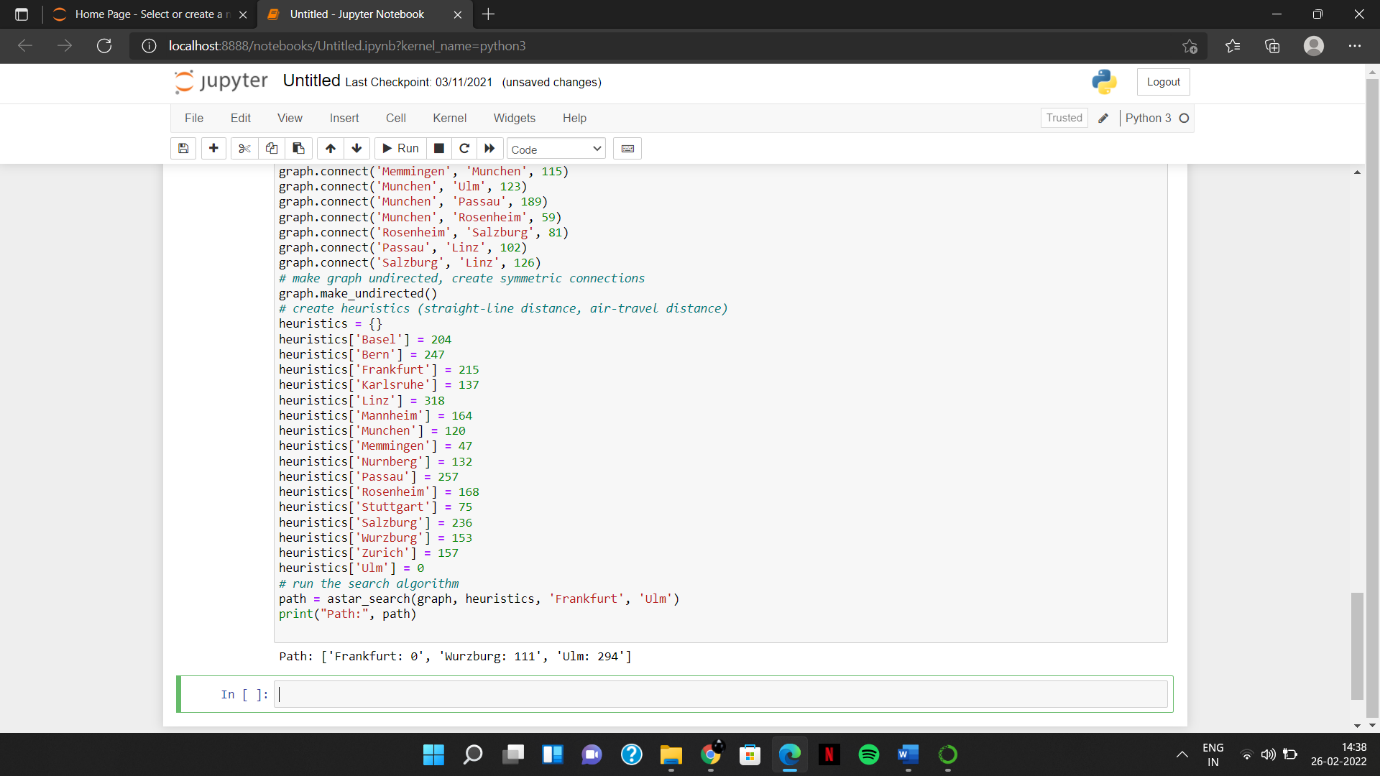 Home Page - Select or create a n
Untitled - Jupyter Notebook
localhost:8888/notebooks/Untitled.ipynb?kernel_name=python3
jupyter Untitled Last Checkpoint: 03/11/2021 (unsaved changes)
Logout
File Edit View Insert Cell Kernel Widgets Help
Trusted Python 3
Run Code
graph.connect('Memmingen', 'Munchen', 115)
graph.connect('Munchen', 'Ulm', 123)
graph.connect('Munchen', 'Passau', 189)
graph.connect('Munchen', 'Rosenheim', 59)
graph.connect('Rosenheim', 'Salzburg', 81)
graph.connect('Passau', 'Linz', 102)
graph.connect('Salzburg', 'Linz', 126)
# make graph undirected, create symmetric connections
graph.make_undirected()
# create heuristics (straight-line distance, air-travel distance)
heuristics = {}
heuristics['Basel'] = 204
heuristics['Bern'] = 247
heuristics['Frankfurt'] = 215
heuristics['Karlsruhe'] = 137
heuristics['Linz'] = 318
heuristics['Mannheim'] = 164
heuristics['Munchen'] = 120
heuristics['Memmingen'] = 47
heuristics['Nurnberg'] = 132
heuristics['Passau'] = 257
heuristics['Rosenheim'] = 168
heuristics['Stuttgart'] = 75
heuristics['Salzburg'] = 236
heuristics['Wurzburg'] = 153
heuristics['Zurich'] = 157
heuristics['Ulm'] = 0
# run the search algorithm
path = astar_search(graph, heuristics, 'Frankfurt', 'Ulm')
print("Path:", path)
Path: ['Frankfurt: 0', 'Wurzburg: 111', 'Ulm: 294']
In [ ]:
ENG
IN
14:38
26-02-2022